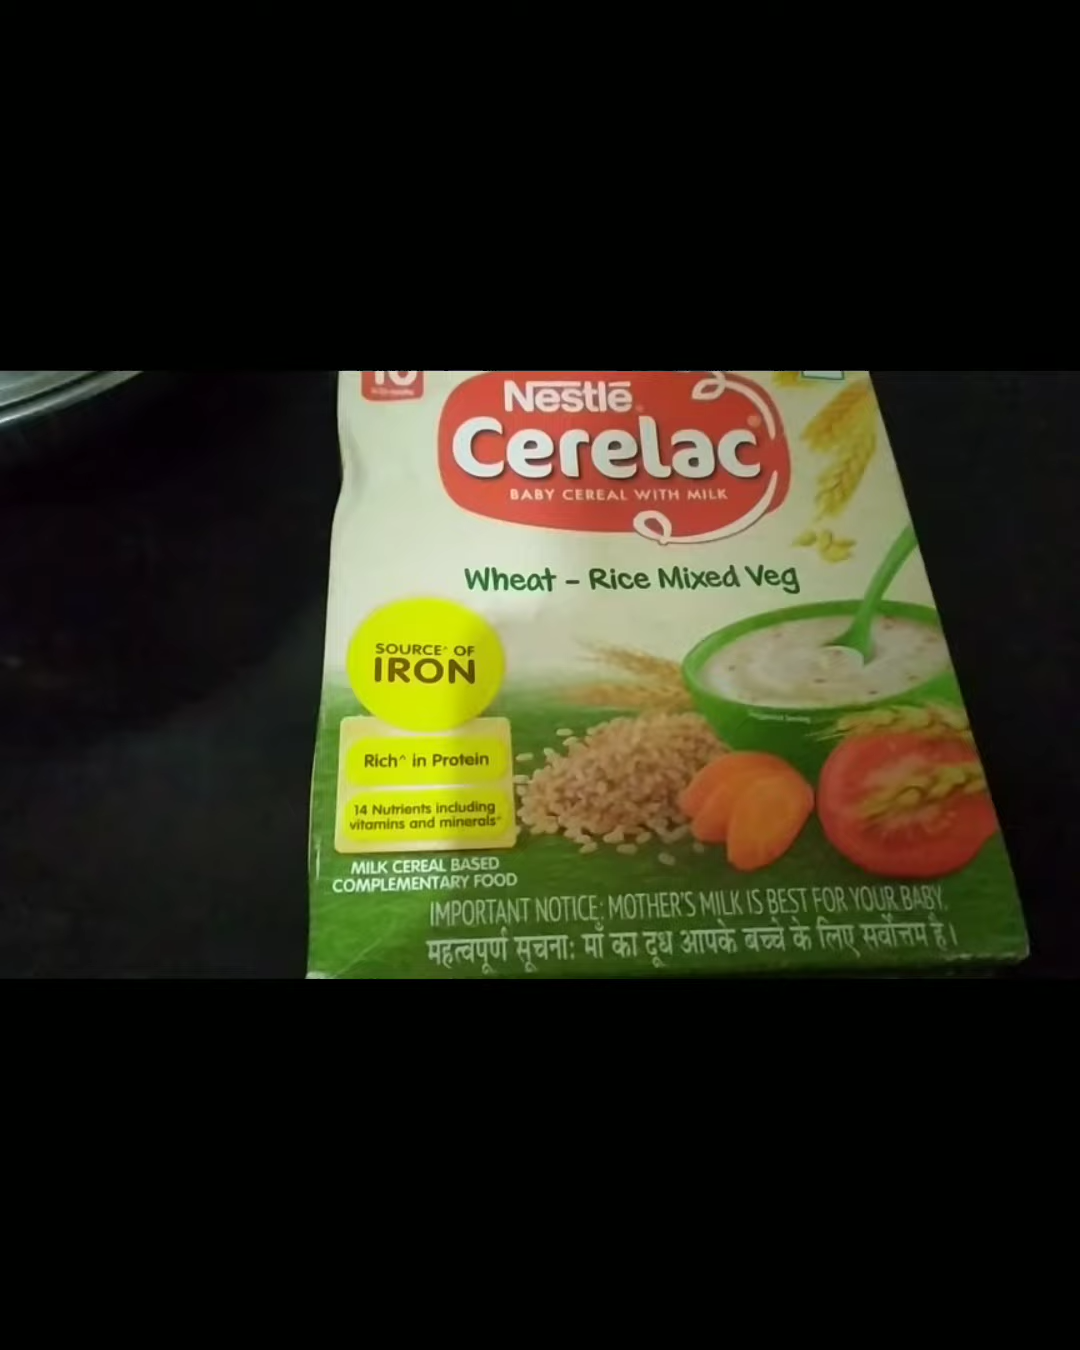 10
Nestlé
Cerelac®
BABY CEREAL WITH MILK
Wheat – Rice Mixed Veg
SOURCE^ OF
IRON
Rich^ in Protein
14 Nutrients including
vitamins and minerals^
MILK CEREAL BASED
COMPLEMENTARY FOOD
IMPORTANT NOTICE: MOTHER'S MILK IS BEST FOR YOUR BABY.
महत्वपूर्ण सूचना: माँ का दूध आपके बच्चे के लिए सर्वोत्तम है।